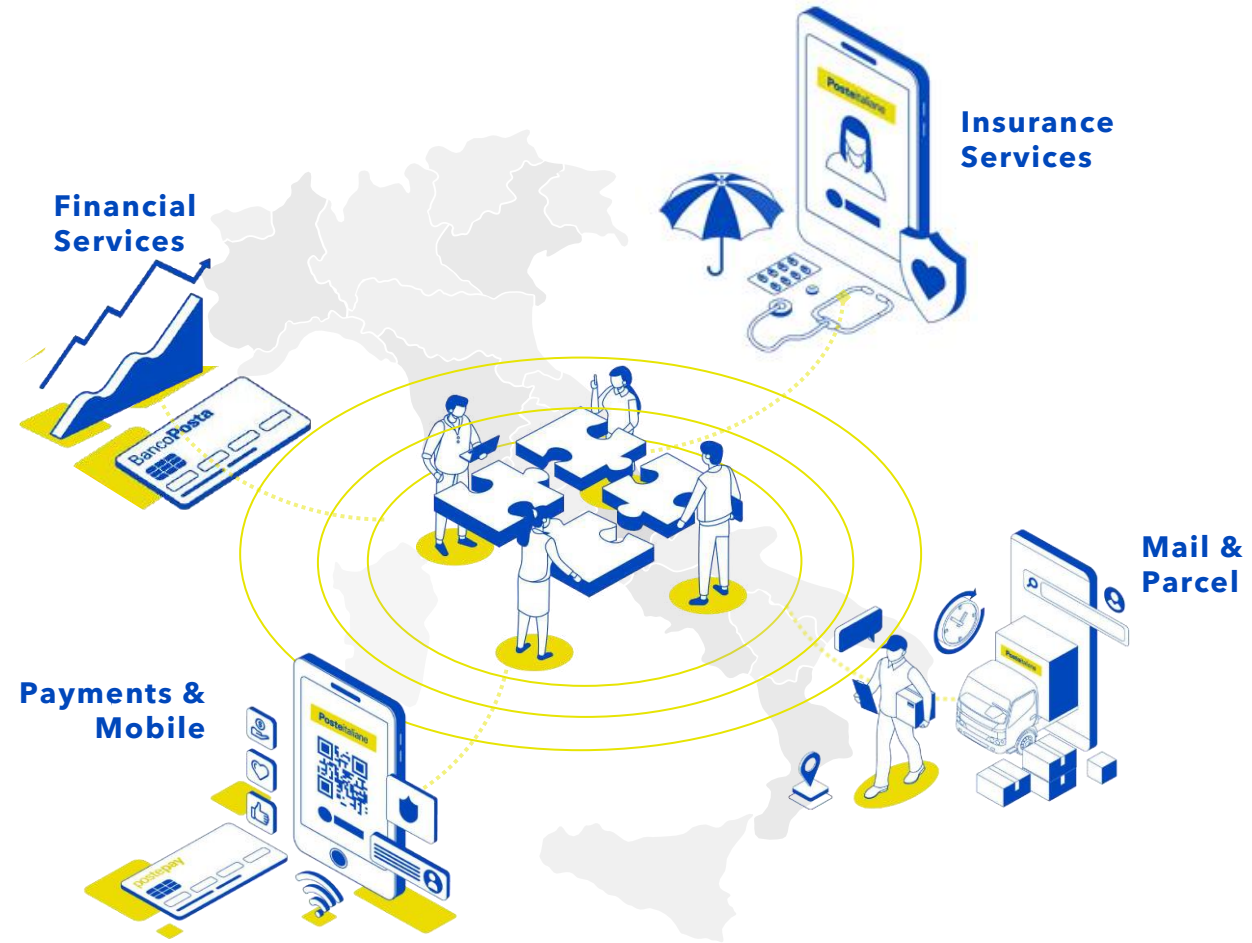 Insurance
Services
Posteitaliane
Financial
Services
BancoPosta
Mail &
Parcel
Posteitaliane
Payments &
Mobile
Posteitaliane
postepay